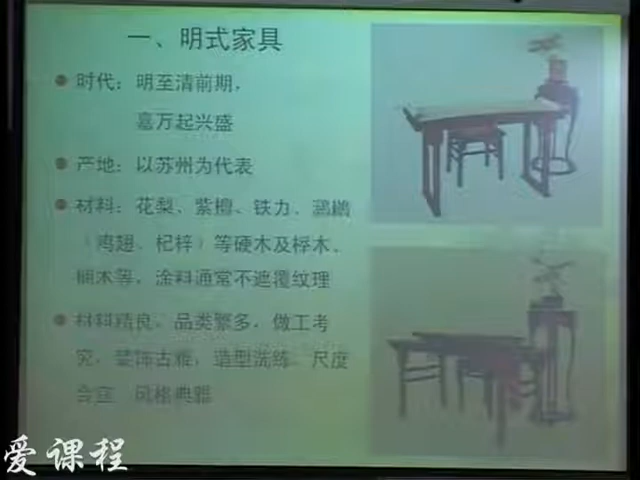 一、明式家具
时代：明至清前期，
嘉万起兴盛
产地：以苏州为代表
材料：花梨、紫檀、铁力、鸂鶒
（鸡翅、杞梓）等硬木及榉木、
楠木等，涂料通常不遮覆纹理
材料精良，品类繁多，做工考
究，装饰古雅，造型洗练、尺度
合宜 风格典雅
爱课程